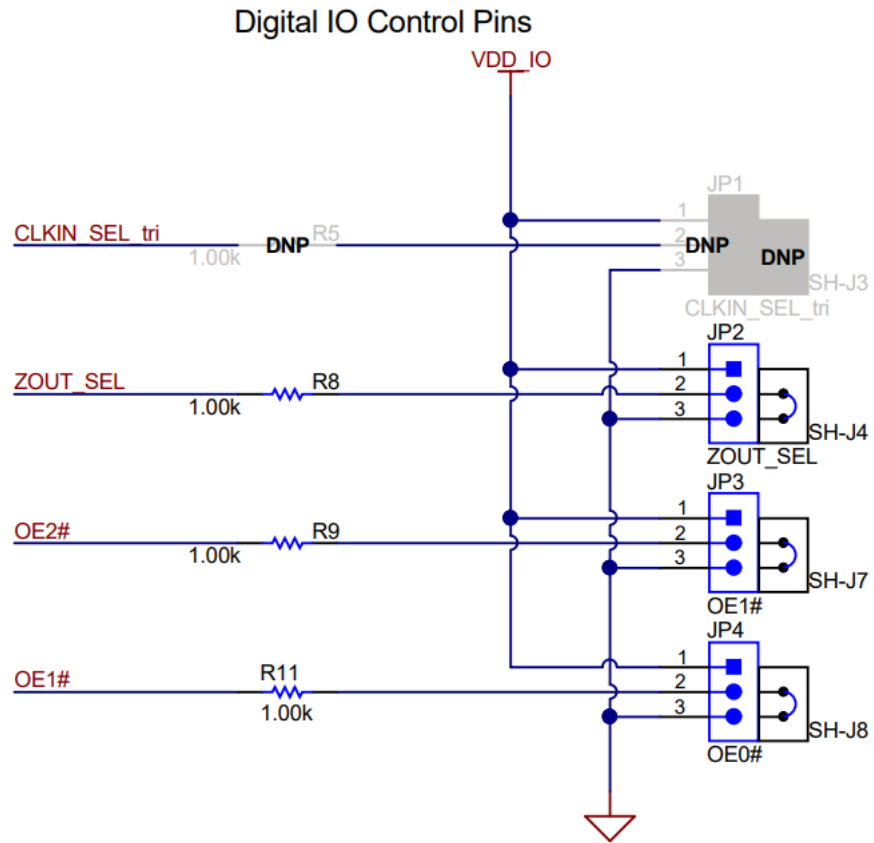 Digital IO Control Pins
VDD_IO
JP1
1
CLKIN_SEL_tri
R5
DNP
1.00k
2
DNP
DNP
3
SH-J3
CLKIN_SEL_tri
JP2
1
ZOUT_SEL
R8
1.00k
2
3
SH-J4
ZOUT_SEL
JP3
1
OE2#
R9
1.00k
2
3
SH-J7
OE1#
JP4
1
OE1#
R11
1.00k
2
3
SH-J8
OE0#